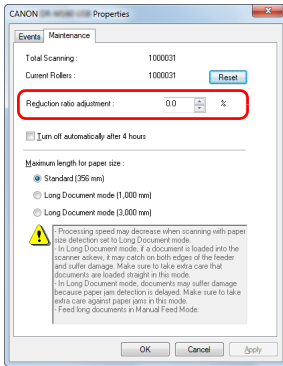 CANON Properties
Events
Maintenance
Total Scanning : 1000031
Current Rollers : 1000031 Reset
Reduction ratio adjustment : 0.0 %
Turn off automatically after 4 hours
Maximum length for paper size :
Standard (356 mm)
Long Document mode (1,000 mm)
Long Document mode (3,000 mm)
- Processing speed may decrease when scanning with paper
size detection set to Long Document mode.
- In Long Document mode, if a document is loaded into the
scanner askew, it may catch on both edges of the feeder
and suffer damage. Make sure to take extra care that
documents are loaded straight in this mode.
- In Long Document mode, documents may suffer damage
because paper jam detection is delayed. Make sure to take
extra care against paper jams in this mode.
- Feed long documents in Manual Feed Mode.
OK Cancel Apply